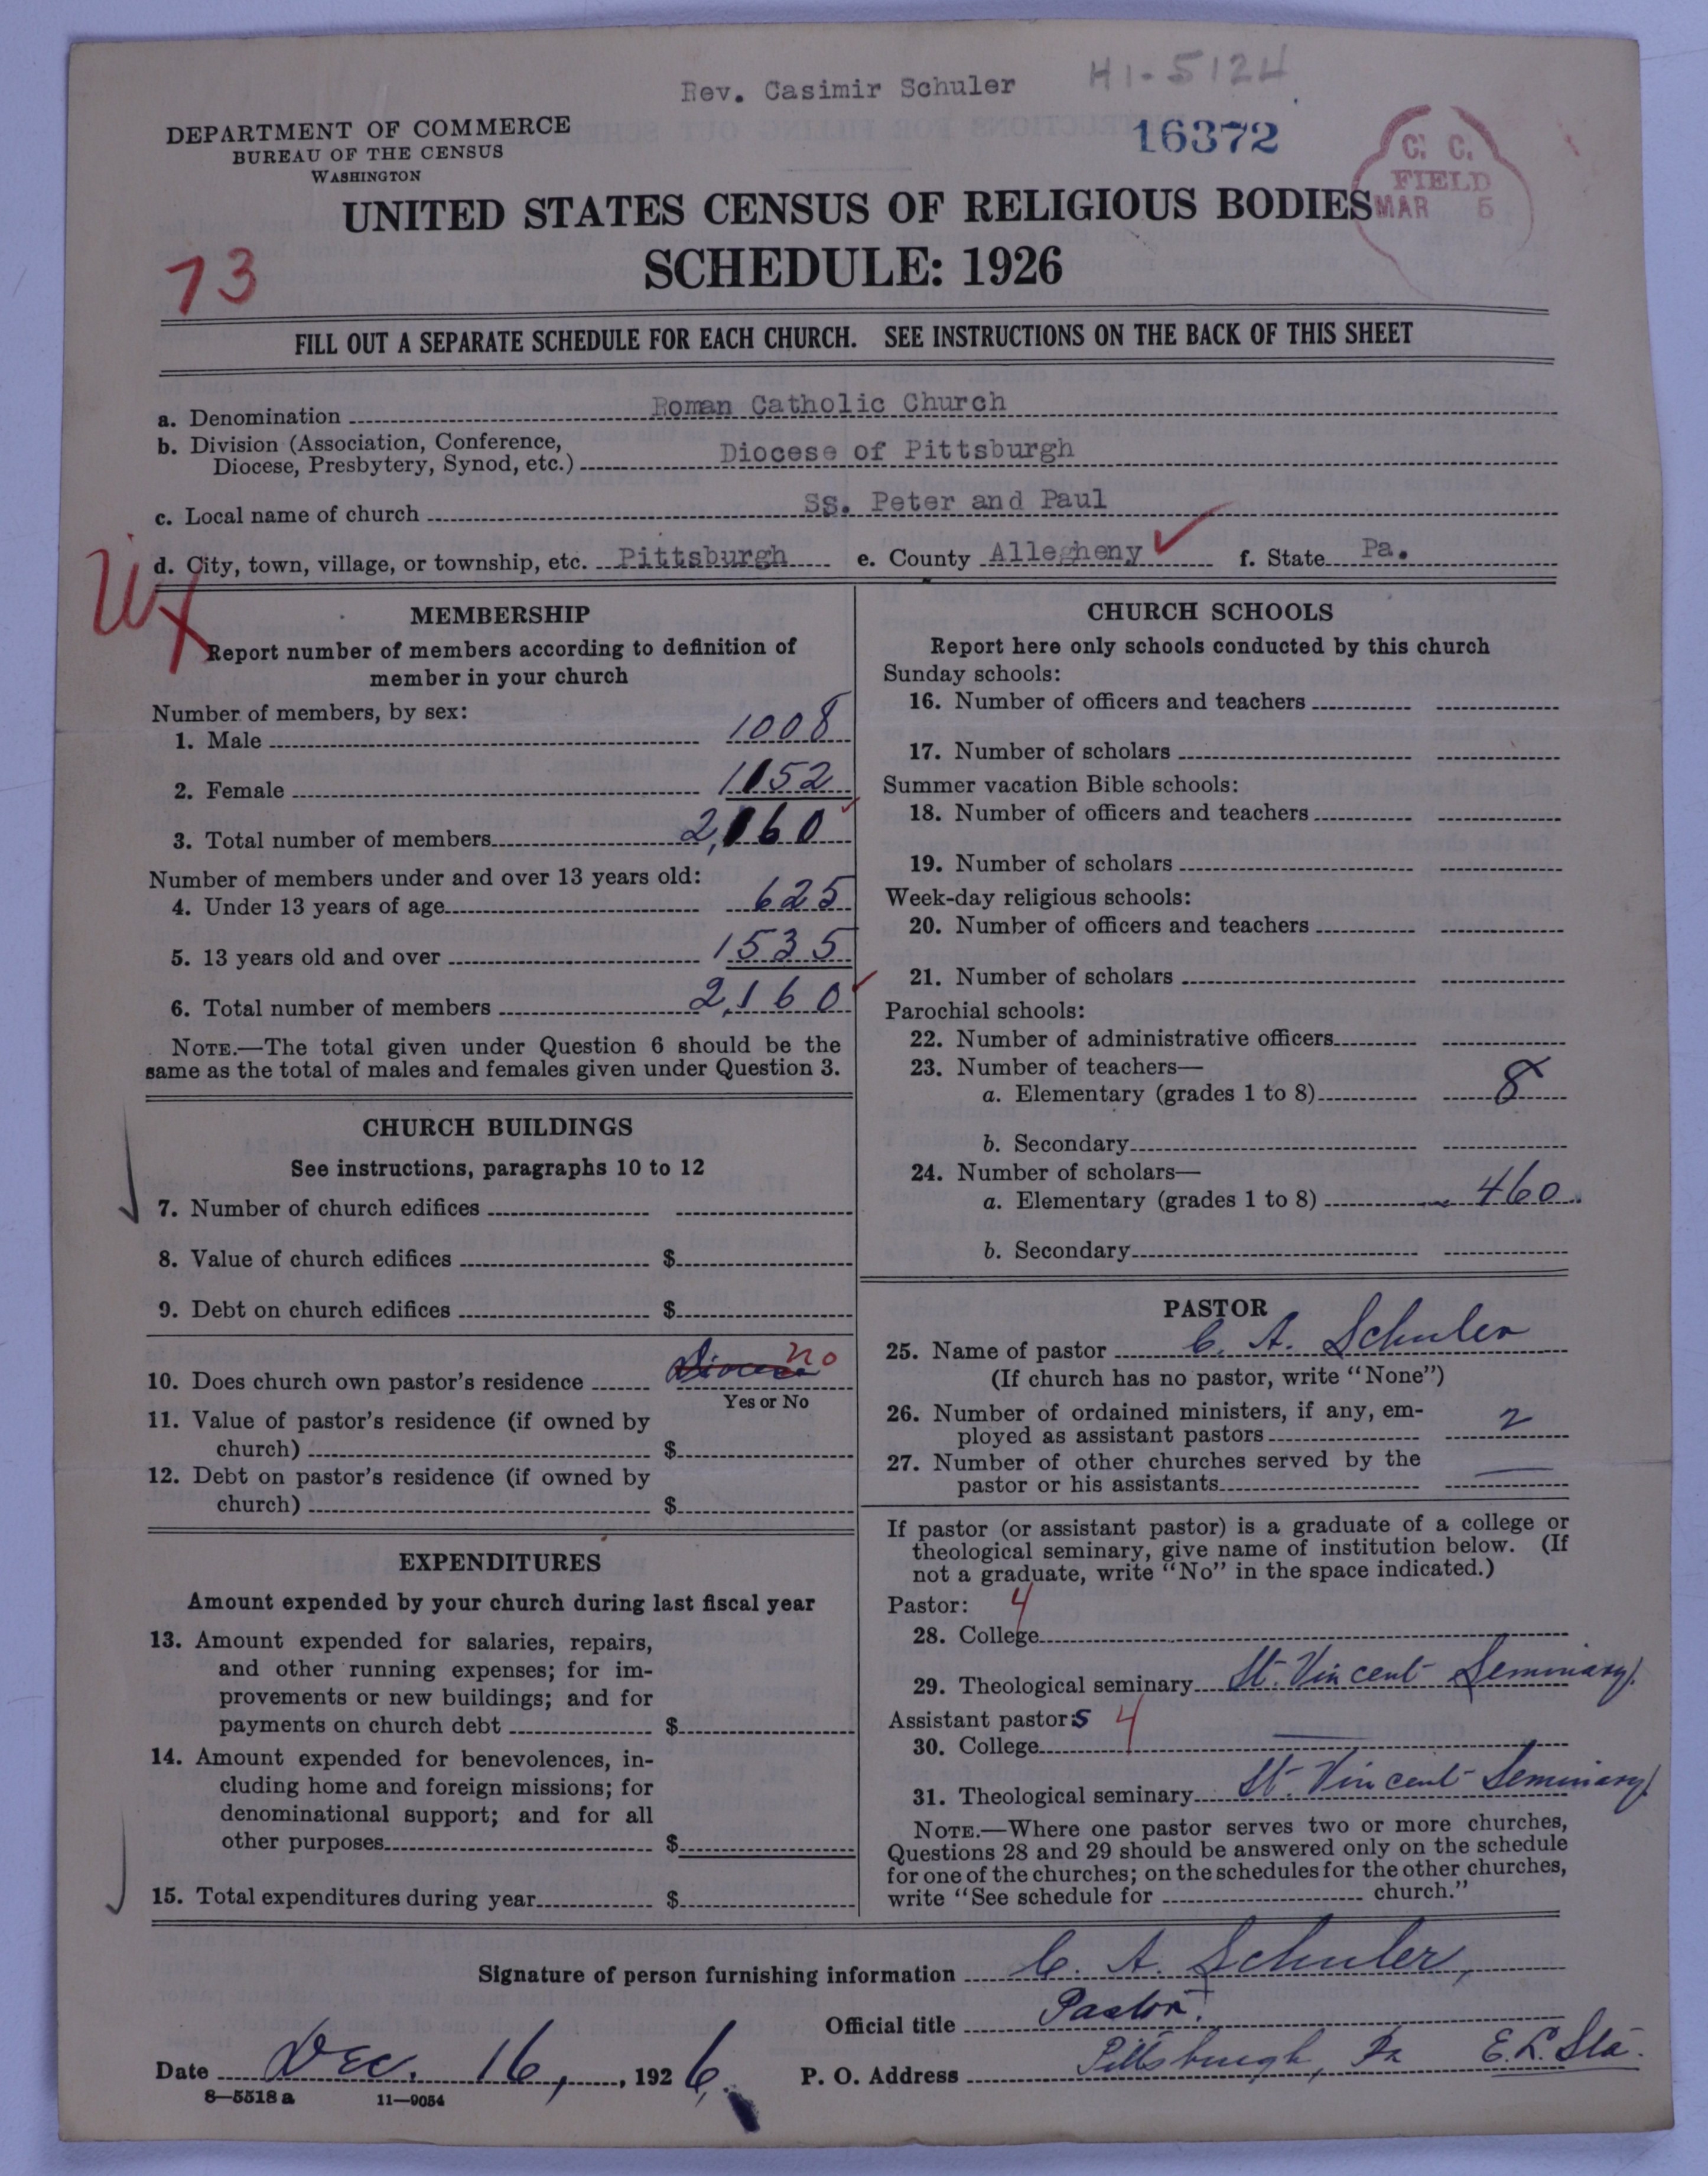 Rev. Casimir Schuler
H1-5124
DEPARTMENT OF COMMERCE
BUREAU OF THE CENSUS
WASHINGTON
16372
C. C.
FIELD
MAR 5
UNITED STATES CENSUS OF RELIGIOUS BODIES
SCHEDULE: 1926
73
FILL OUT A SEPARATE SCHEDULE FOR EACH CHURCH. SEE INSTRUCTIONS ON THE BACK OF THIS SHEET
a. Denomination Roman Catholic Church
b. Division (Association, Conference,
Diocese, Presbytery, Synod, etc.) Diocese of Pittsburgh
c. Local name of church Ss. Peter and Paul
d. City, town, village, or township, etc. Pittsburgh e. County Allegheny f. State Pa.
MEMBERSHIP
Report number of members according to definition of
member in your church
Number of members, by sex:
1. Male 1008
2. Female 1152
3. Total number of members 2,160
Number of members under and over 13 years old:
4. Under 13 years of age 625
5. 13 years old and over 1535
6. Total number of members 2,160
NOTE.—The total given under Question 6 should be the
same as the total of males and females given under Question 3.
CHURCH BUILDINGS
See instructions, paragraphs 10 to 12
7. Number of church edifices
8. Value of church edifices $
9. Debt on church edifices $
10. Does church own pastor's residence no
Yes or No
11. Value of pastor's residence (if owned by
church) $
12. Debt on pastor's residence (if owned by
church) $
EXPENDITURES
Amount expended by your church during last fiscal year
13. Amount expended for salaries, repairs,
and other running expenses; for im-
provements or new buildings; and for
payments on church debt $
14. Amount expended for benevolences, in-
cluding home and foreign missions; for
denominational support; and for all
other purposes $
15. Total expenditures during year $
CHURCH SCHOOLS
Report here only schools conducted by this church
Sunday schools:
16. Number of officers and teachers
17. Number of scholars
Summer vacation Bible schools:
18. Number of officers and teachers
19. Number of scholars
Week-day religious schools:
20. Number of officers and teachers
21. Number of scholars
Parochial schools:
22. Number of administrative officers
23. Number of teachers—
a. Elementary (grades 1 to 8) 8
b. Secondary
24. Number of scholars—
a. Elementary (grades 1 to 8) 460
b. Secondary
PASTOR
25. Name of pastor C. A. Schuler
(If church has no pastor, write "None")
26. Number of ordained ministers, if any, em-
ployed as assistant pastors 2
27. Number of other churches served by the
pastor or his assistants —
If pastor (or assistant pastor) is a graduate of a college or
theological seminary, give name of institution below. (If
not a graduate, write "No" in the space indicated.)
Pastor: 4
28. College
29. Theological seminary St. Vincent Seminary
Assistant pastor:s 4
30. College —
31. Theological seminary St. Vincent Seminary
NOTE.—Where one pastor serves two or more churches,
Questions 28 and 29 should be answered only on the schedule
for one of the churches; on the schedules for the other churches,
write "See schedule for church."
Signature of person furnishing information C. A. Schuler,
Official title Pastor.
Date Dec. 16, 1926. P. O. Address Pittsburgh, Pa E.L. Sta.
8—5518 a 11—9054